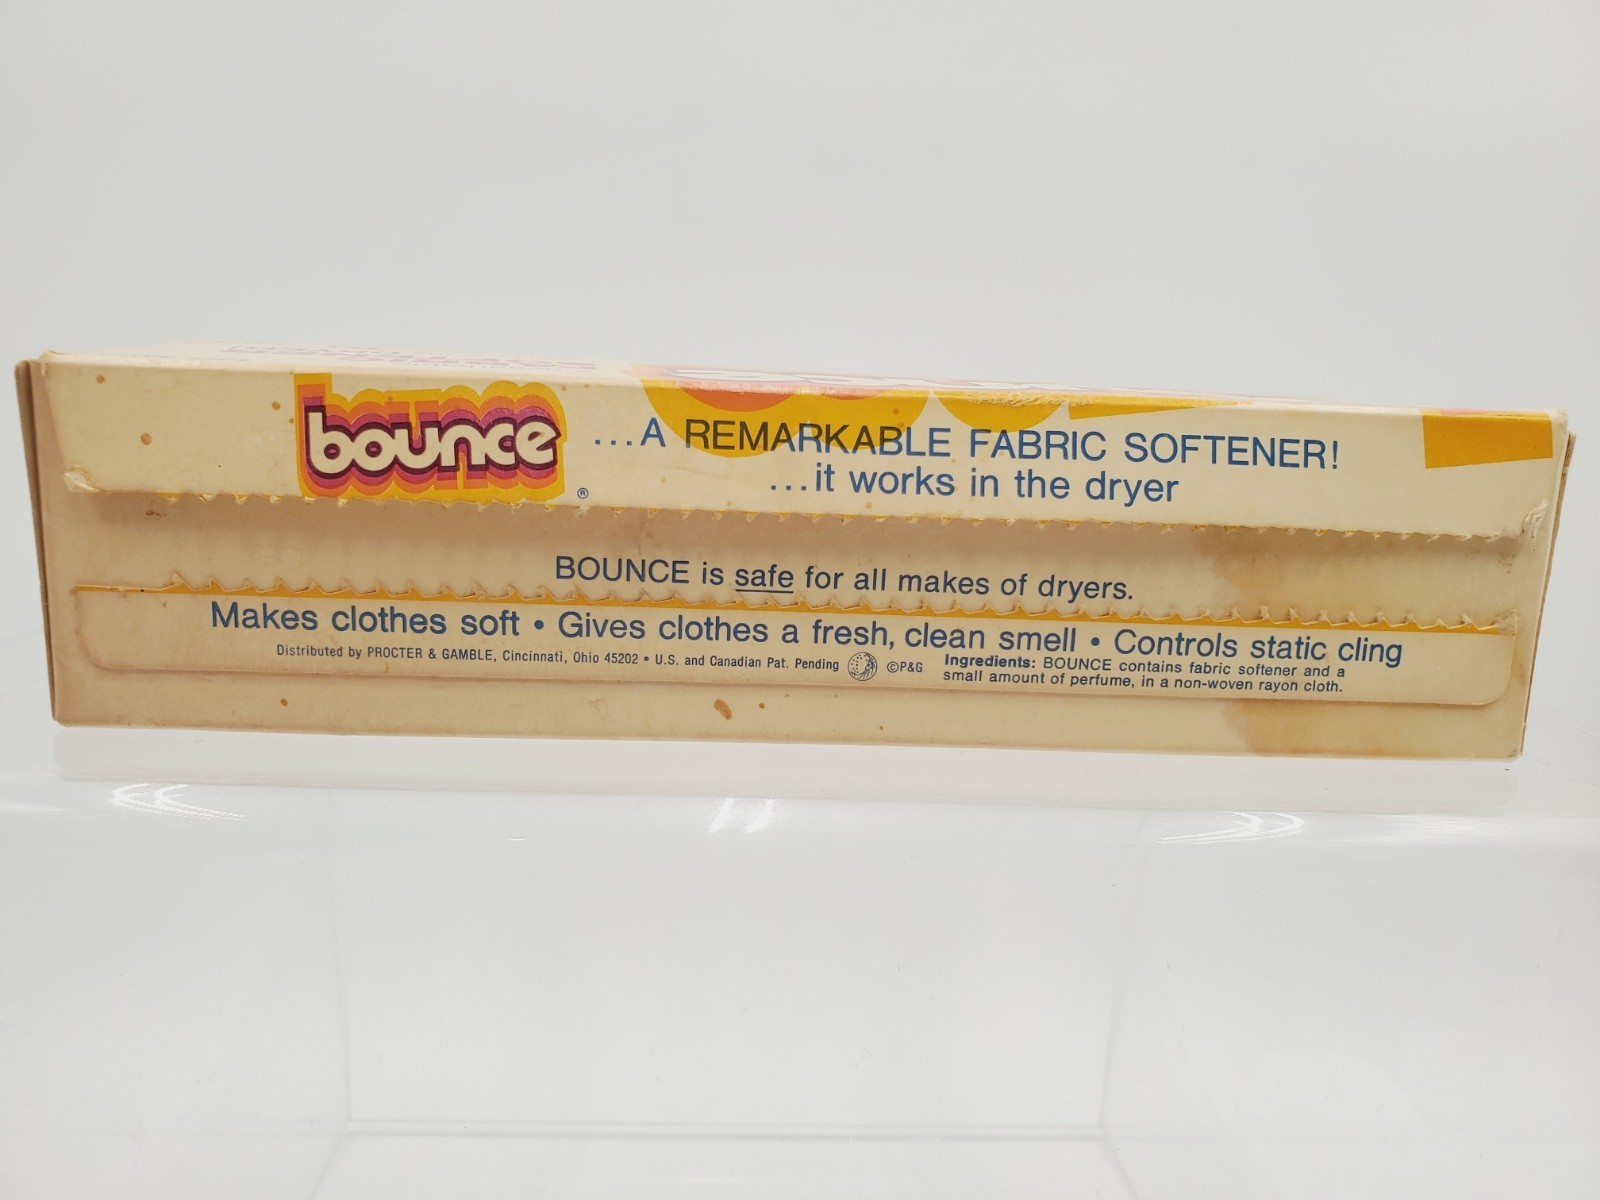 bounce ®
...A REMARKABLE FABRIC SOFTENER!
...it works in the dryer
BOUNCE is safe for all makes of dryers.
Makes clothes soft • Gives clothes a fresh, clean smell • Controls static cling
Distributed by PROCTER & GAMBLE, Cincinnati, Ohio 45202 • U.S. and Canadian Pat. Pending ©P&G
Ingredients: BOUNCE contains fabric softener and a
small amount of perfume, in a non-woven rayon cloth.